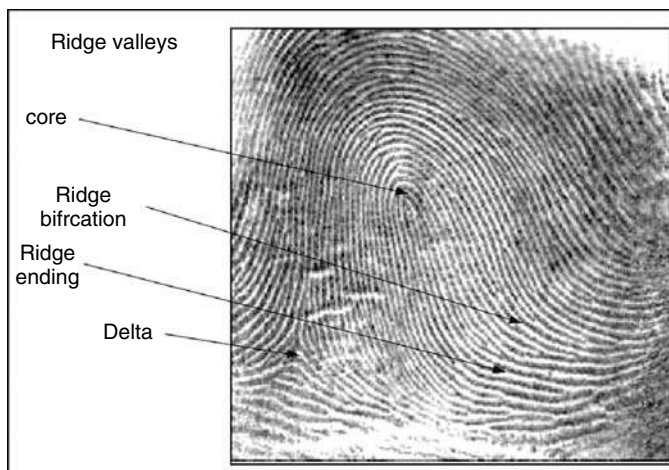 Ridge valleys
core
Ridge
bifrcation
Ridge
ending
Delta